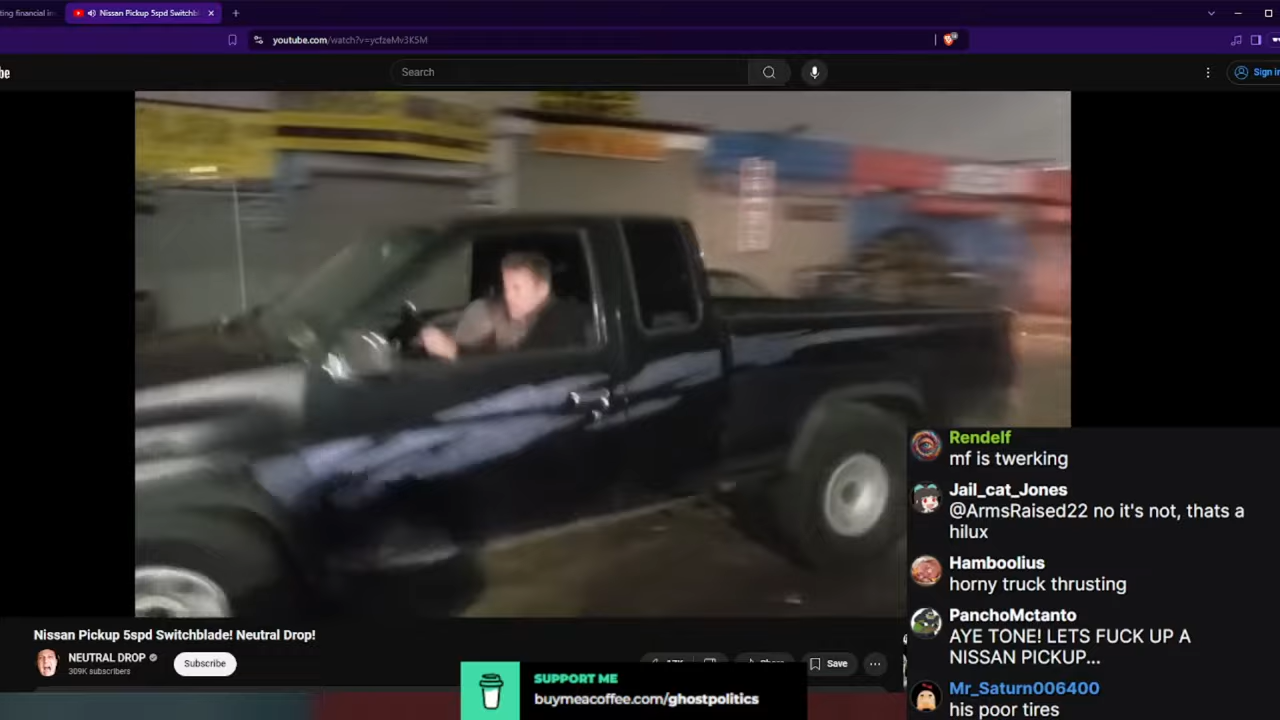 ting financial in
Nissan Pickup 5spd Switchbl
youtube.com/watch?v=ycfzeMv3KSM
be
Search
Sign in
Rendelf
mf is twerking
Jail_cat_Jones
@ArmsRaised22 no it's not, thats a
hilux
Hamboolius
horny truck thrusting
PanchoMctanto
AYE TONE! LETS FUCK UP A
NISSAN PICKUP...
Mr_Saturn006400
his poor tires
Nissan Pickup 5spd Switchblade! Neutral Drop!
NEUTRAL DROP
309K subscribers
Subscribe
Save
SUPPORT ME
buymeacoffee.com/ghostpolitics